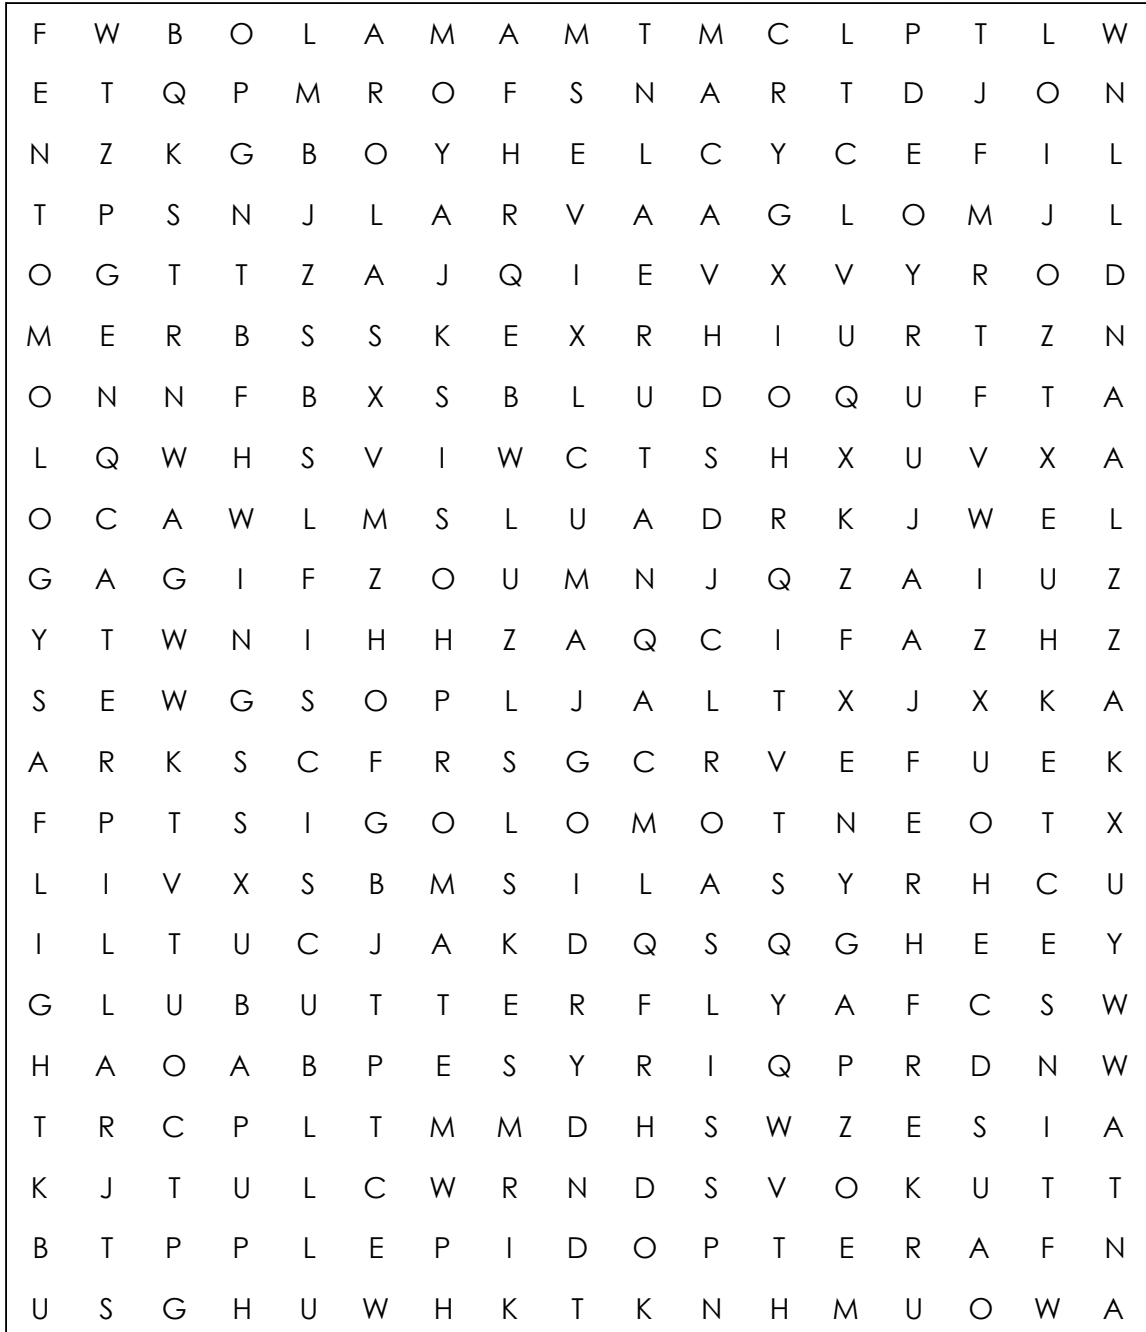 F W B O L A M A M T M C L P T L W
E T Q P M R O F S N A R T D J O N
N Z K G B O Y H E L C Y C E F I L
T P S N J L A R V A A G L O M J L
O G T T Z A J Q I E V X V Y R O D
M E R B S S K E X R H I U R T Z N
O N N F B X S B L U D O Q U F T A
L Q W H S V I W C T S H X U V X A
O C A W L M S L U A D R K J W E L
G A G I F Z O U M N J Q Z A I U Z
Y T W N I H H Z A Q C I F A Z H Z
S E W G S O P L J A L T X J X K A
A R K S C F R S G C R V E F U E K
F P T S I G O L O M O T N E O T X
L I V X S B M S I L A S Y R H C U
I L T U C J A K D Q S Q G H E E Y
G L U B U T T E R F L Y A F C S W
H A O A B P E S Y R I Q P R D N W
T R C P L T M M D H S W Z E S I A
K J T U L C W R N D S V O K U T T
B T P P L E P I D O P T E R A F N
U S G H U W H K T K N H M U O W A